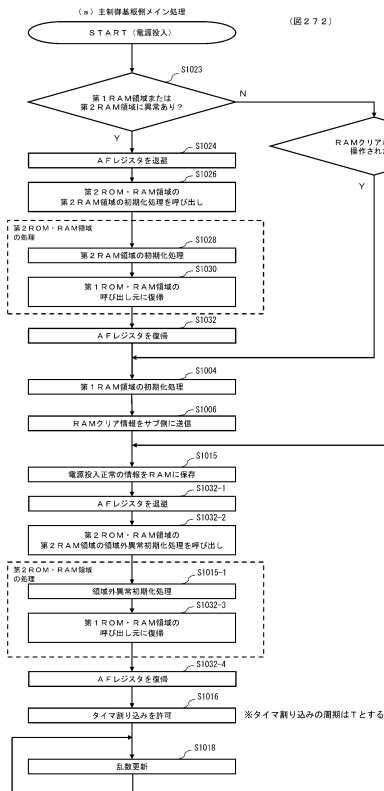 (a) 主制御基板側メイン処理
(図272)
START(電源投入)
S1023
第1RAM領域または
第2RAM領域に異常あり?
N
Y
RAMクリア
操作され
Y
S1024
AFレジスタを退避
S1026
第2ROM・RAM領域の
第2RAM領域の初期化処理を呼び出し
第2ROM・RAM領域
の処理
S1028
第2RAM領域の初期化処理
S1030
第1ROM・RAM領域の
呼び出し元に復帰
S1032
AFレジスタを復帰
S1004
第1RAM領域の初期化処理
S1006
RAMクリア情報をサブ側に送信
S1015
電源投入正常の情報をRAMに保存
S1032-1
AFレジスタを退避
S1032-2
第2ROM・RAM領域の
第2RAM領域の領域外異常初期化処理を呼び出し
第2ROM・RAM領域
の処理
S1015-1
領域外異常初期化処理
S1032-3
第1ROM・RAM領域の
呼び出し元に復帰
S1032-4
AFレジスタを復帰
S1016
タイマ割り込みを許可
※タイマ割り込みの周期はTとする
S1018
乱数更新